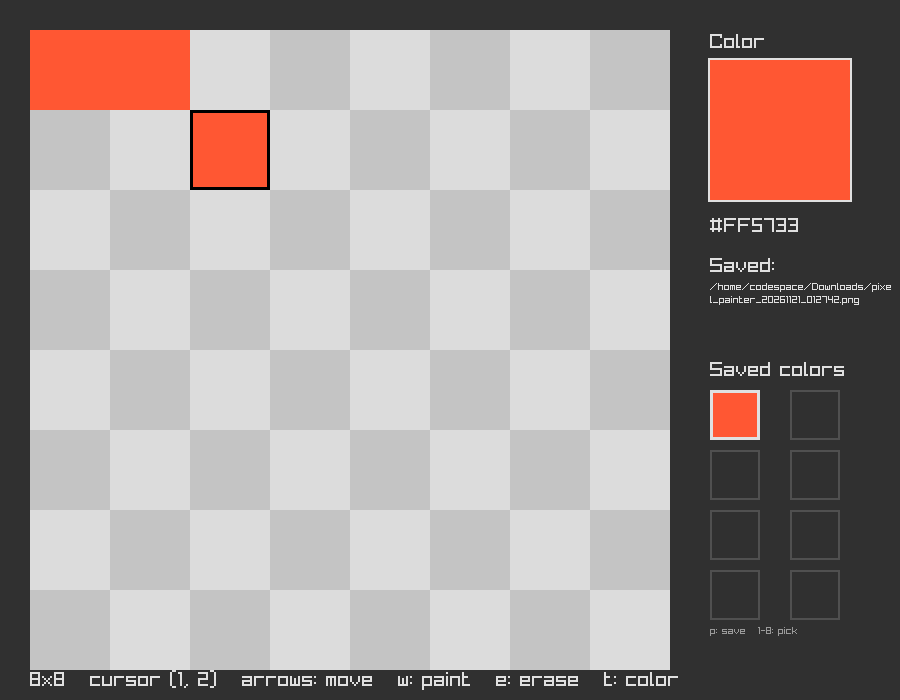 Color
#FF5733
Saved:
/home/codespace/Downloads/pixe
l_painter_20261121_012742.png
Saved colors
p: save 1-8: pick
8x8 cursor (1, 2) arrows: move w: paint e: erase t: color